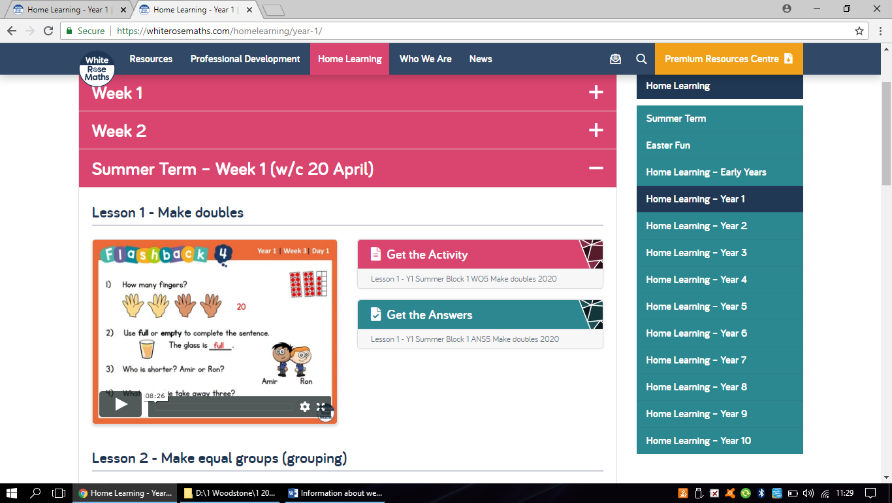 Home Learning - Year 1 | 
Home Learning - Year 1 | 
Secure | https://whiterosemaths.com/homelearning/year-1/
White Rose Maths
Resources
Professional Development
Home Learning
Who We Are
News
Premium Resources Centre
Week 1
Week 2
Summer Term – Week 1 (w/c 20 April)
Lesson 1 - Make doubles
Flashback 4
Year 1 | Week 3 | Day 1
1) How many fingers?
20
2) Use full or empty to complete the sentence.
The glass is full.
3) Who is shorter? Amir or Ron?
Amir
Ron
take away three?
08:26
Get the Activity
Lesson 1 - Y1 Summer Block 1 WO5 Make doubles 2020
Get the Answers
Lesson 1 - Y1 Summer Block 1 ANS5 Make doubles 2020
Lesson 2 - Make equal groups (grouping)
Home Learning
Summer Term
Easter Fun
Home Learning – Early Years
Home Learning – Year 1
Home Learning – Year 2
Home Learning – Year 3
Home Learning – Year 4
Home Learning – Year 5
Home Learning – Year 6
Home Learning – Year 7
Home Learning – Year 8
Home Learning – Year 9
Home Learning – Year 10
Home Learning - Year...
D:\1 Woodstone\1 20...
Information about we...
11:29